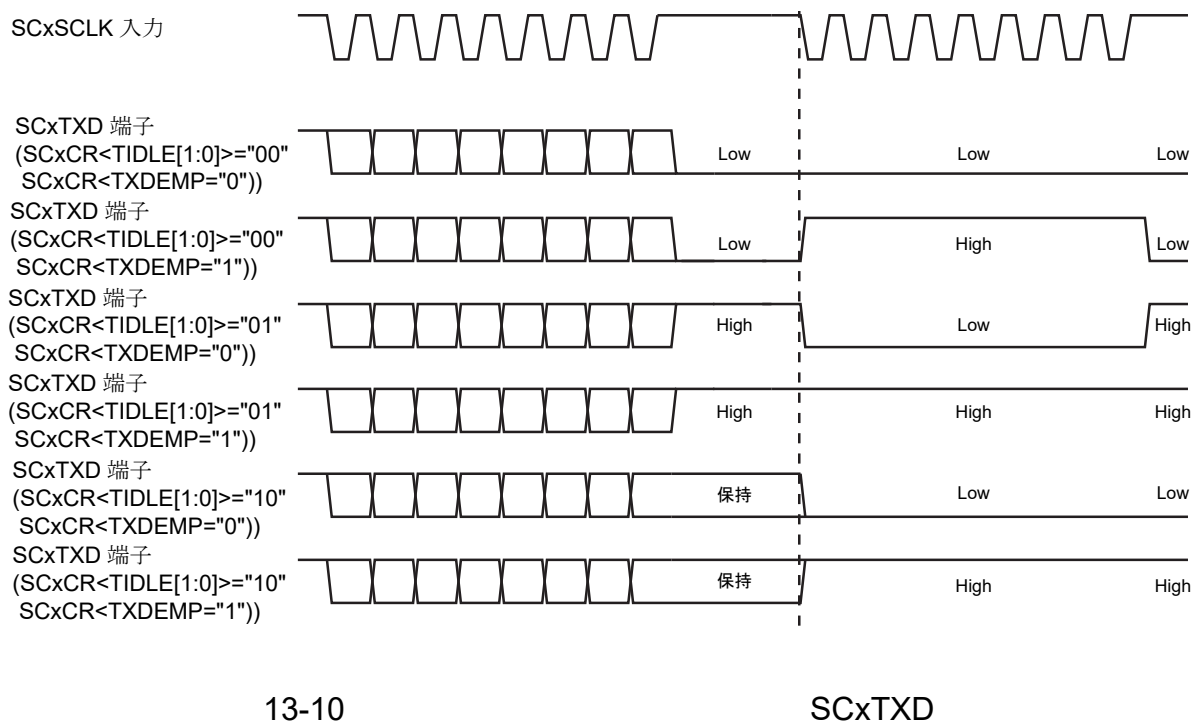 SCxSCLK 入力
SCxTXD 端子
(SCxCR<TIDLE[1:0]>="00"
SCxCR<TXDEMP="0"))
Low Low Low
SCxTXD 端子
(SCxCR<TIDLE[1:0]>="00"
SCxCR<TXDEMP="1"))
Low High Low
SCxTXD 端子
(SCxCR<TIDLE[1:0]>="01"
SCxCR<TXDEMP="0"))
High Low High
SCxTXD 端子
(SCxCR<TIDLE[1:0]>="01"
SCxCR<TXDEMP="1"))
High High High
SCxTXD 端子
(SCxCR<TIDLE[1:0]>="10"
SCxCR<TXDEMP="0"))
保持 Low Low
SCxTXD 端子
(SCxCR<TIDLE[1:0]>="10"
SCxCR<TXDEMP="1"))
保持 High High
13-10 SCxTXD